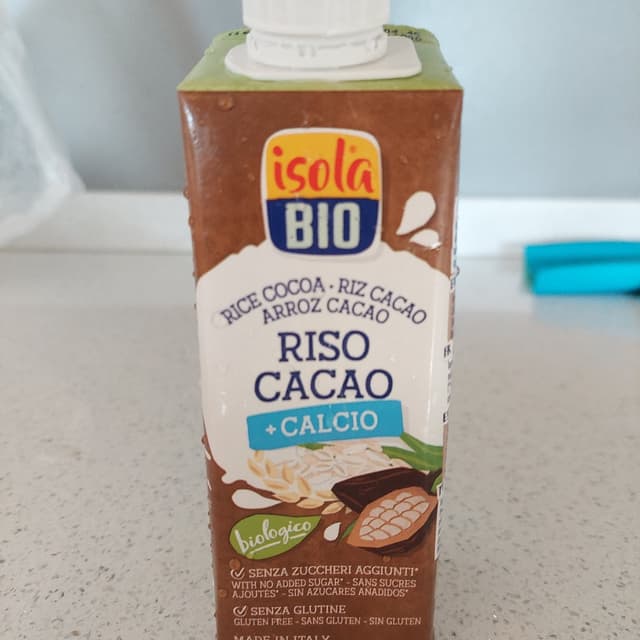 isola
BIO
RICE COCOA · RIZ CACAO
ARROZ CACAO
RISO
CACAO
+ CALCIO
biologico
SENZA ZUCCHERI AGGIUNTI*
WITH NO ADDED SUGAR* - SANS SUCRES
AJOUTÉS* - SIN AZÚCARES AÑADIDOS*
SENZA GLUTINE
GLUTEN FREE - SANS GLUTEN - SIN GLUTEN
MADE IN ITALY